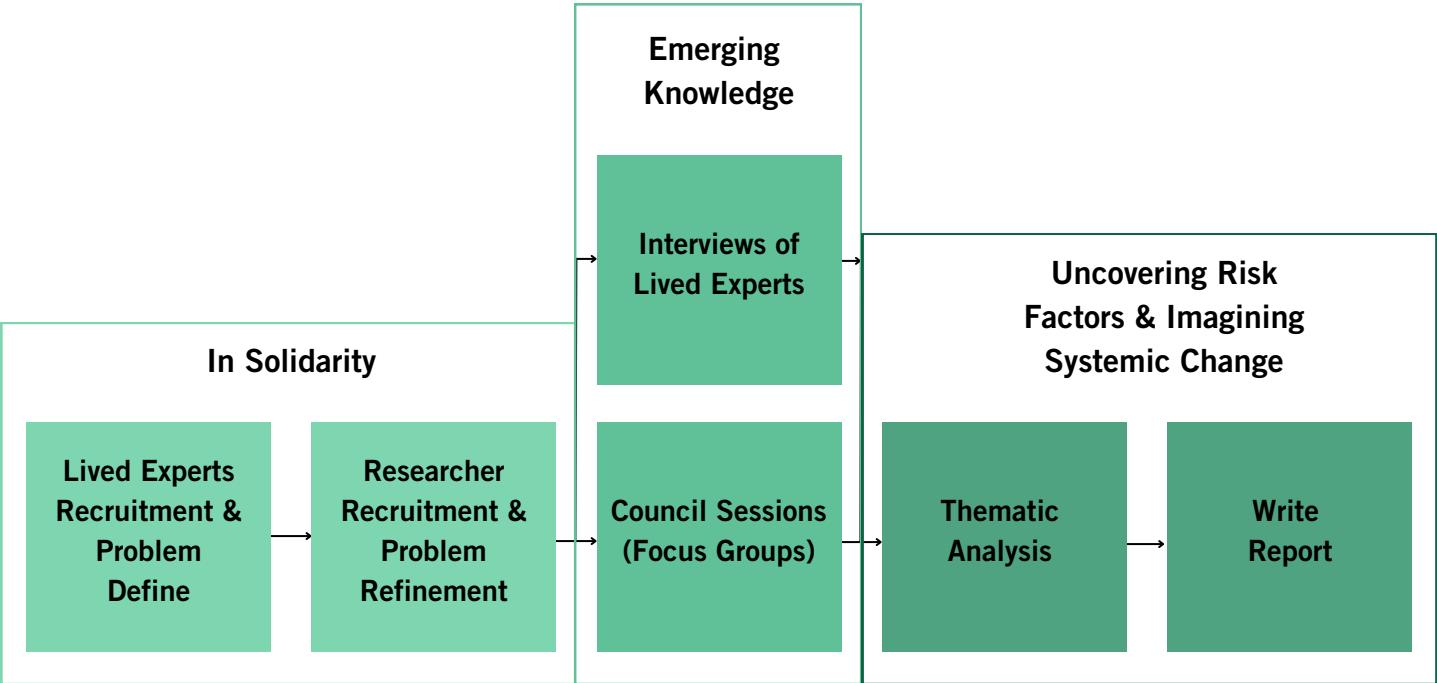 In Solidarity
Lived Experts
Recruitment &
Problem
Define
Researcher
Recruitment &
Problem
Refinement
Emerging
Knowledge
Interviews of
Lived Experts
Council Sessions
(Focus Groups)
Uncovering Risk
Factors & Imagining
Systemic Change
Thematic
Analysis
Write
Report